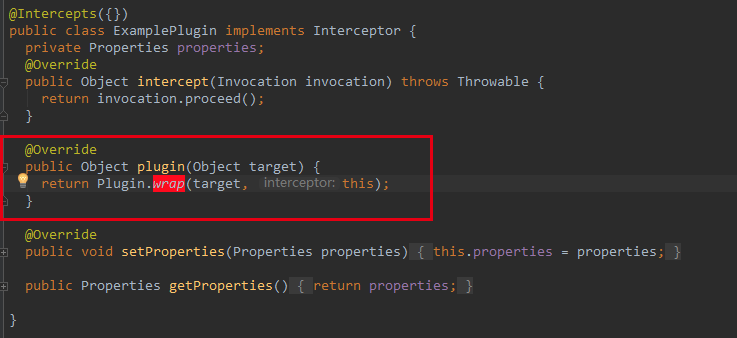 @Intercepts({})
public class ExamplePlugin implements Interceptor {
private Properties properties;
@Override
public Object intercept(Invocation invocation) throws Throwable {
return invocation.proceed();
}
@Override
public Object plugin(Object target) {
return Plugin.wrap(target, interceptor: this);
}
@Override
public void setProperties(Properties properties) { this.properties = properties; }
public Properties getProperties() { return properties; }
}